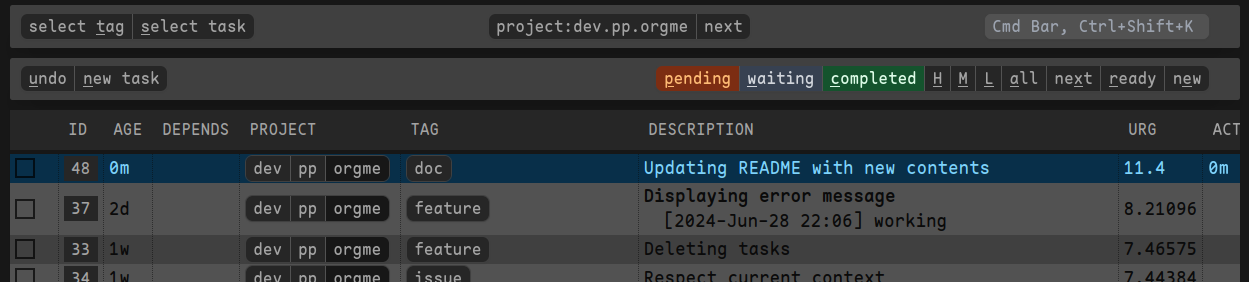 select tag select task project:dev.pp.orgme next Cmd Bar, Ctrl+Shift+K
undo new task pending waiting completed H M L all next ready new
ID AGE DEPENDS PROJECT TAG DESCRIPTION URG ACT
48 0m dev pp orgme doc Updating README with new contents 11.4 0m
37 2d dev pp orgme feature Displaying error message 8.21096
[2024-Jun-28 22:06] working
33 1w dev pp orgme feature Deleting tasks 7.46575
34 1w dev pp orgme issue Respect current context 7.44384